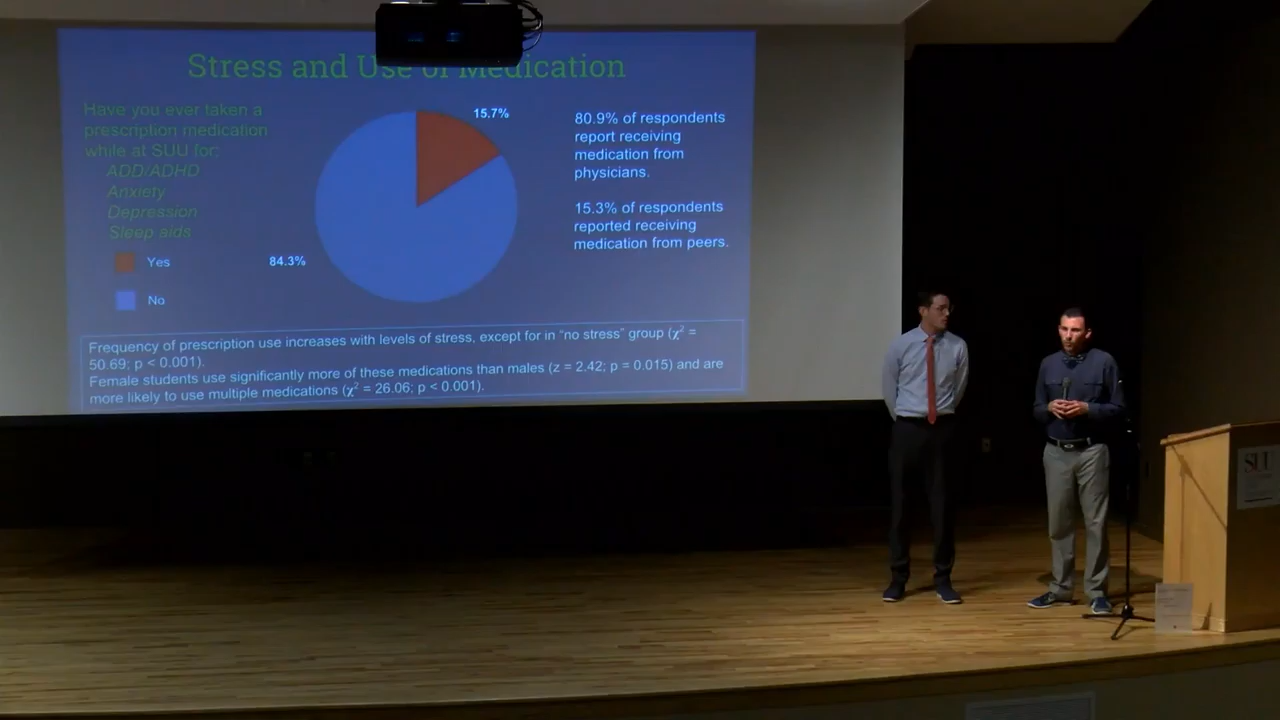 Stress and Use of Medication
Have you ever taken a
prescription medication
while at SUU for:
ADD/ADHD
Anxiety
Depression
Sleep aids
Yes
No
15.7%
84.3%
80.9% of respondents
report receiving
medication from
physicians.
15.3% of respondents
reported receiving
medication from peers.
Frequency of prescription use increases with levels of stress, except for in “no stress” group (χ² =
50.69; p < 0.001).
Female students use significantly more of these medications than males (z = 2.42; p = 0.015) and are
more likely to use multiple medications (χ² = 26.06; p < 0.001).
SUU